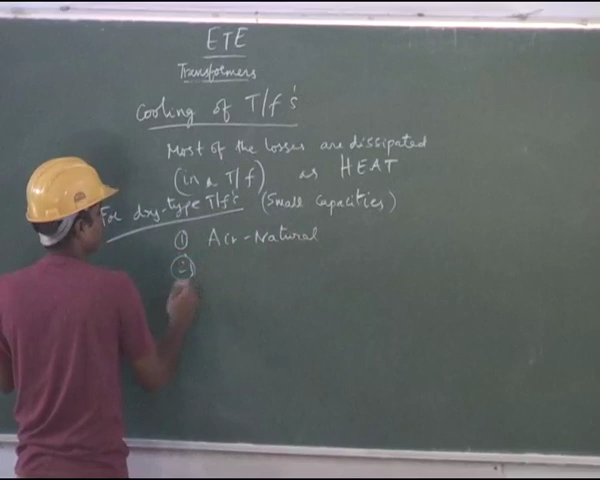 ETE
Transformers
Cooling of T/f's
Most of the losses are dissipated
(in a T/f) as HEAT
For dry-type T/f's (Small Capacities)
① Air-Natural
②